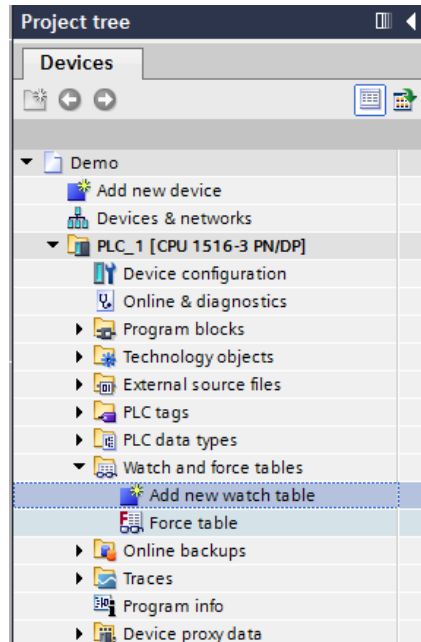 Project tree
Devices
Demo
Add new device
Devices & networks
PLC_1 [CPU 1516-3 PN/DP]
Device configuration
Online & diagnostics
Program blocks
Technology objects
External source files
PLC tags
PLC data types
Watch and force tables
Add new watch table
Force table
Online backups
Traces
Program info
Device proxy data